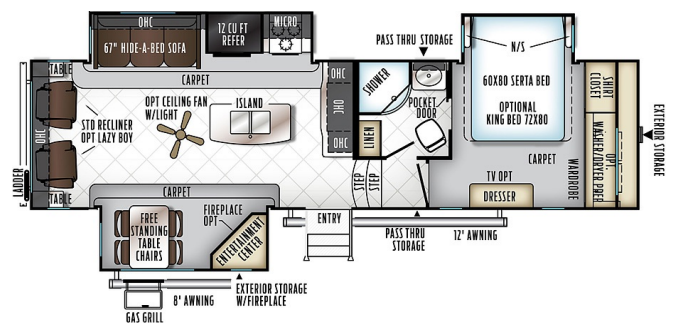 OHC
67" HIDE-A-BED SOFA
12 CU FT
REFER
MICRO
PASS THRU STORAGE
N/S
TABLE
CARPET
OHC
SHOWER
60X80 SERTA BED
SHIRT
CLOSET
OPT CEILING FAN
W/LIGHT
ISLAND
OHC
POCKET
DOOR
OPTIONAL
KING BED 72X80
OHC
STD RECLINER
OPT LAZY BOY
OHC
LINEN
OPT.
WASHER/DRYER PREP
EXTERIOR STORAGE
CARPET
WARDROBE
LADDER
TABLE
CARPET
STEP
STEP
TV OPT
DRESSER
FREE
STANDING
TABLE
CHAIRS
FIREPLACE
OPT
ENTERTAINMENT
CENTER
ENTRY
PASS THRU
STORAGE
12' AWNING
8' AWNING
EXTERIOR STORAGE
W/FIREPLACE
GAS GRILL